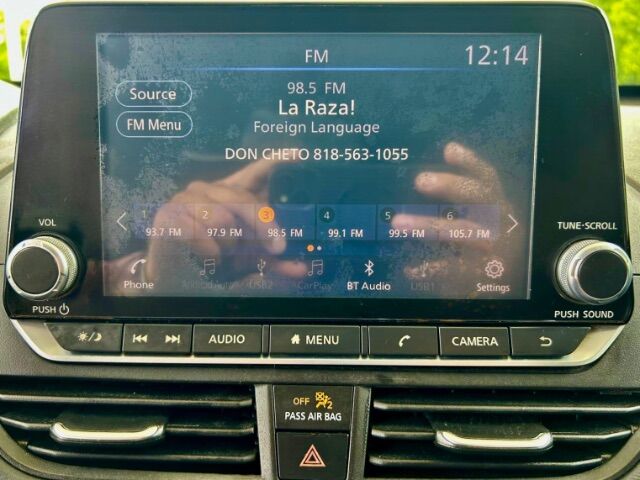 FM
12:14
Source
98.5 FM
La Raza!
FM Menu
Foreign Language
DON CHETO 818-563-1055
1 2 3 4 5 6
93.7 FM 97.9 FM 98.5 FM 99.1 FM 99.5 FM 105.7 FM
Phone Android Auto USB2 CarPlay BT Audio USB1 Settings
VOL
PUSH
TUNE·SCROLL
PUSH SOUND
AUDIO
MENU
CAMERA
OFF 2
PASS AIR BAG